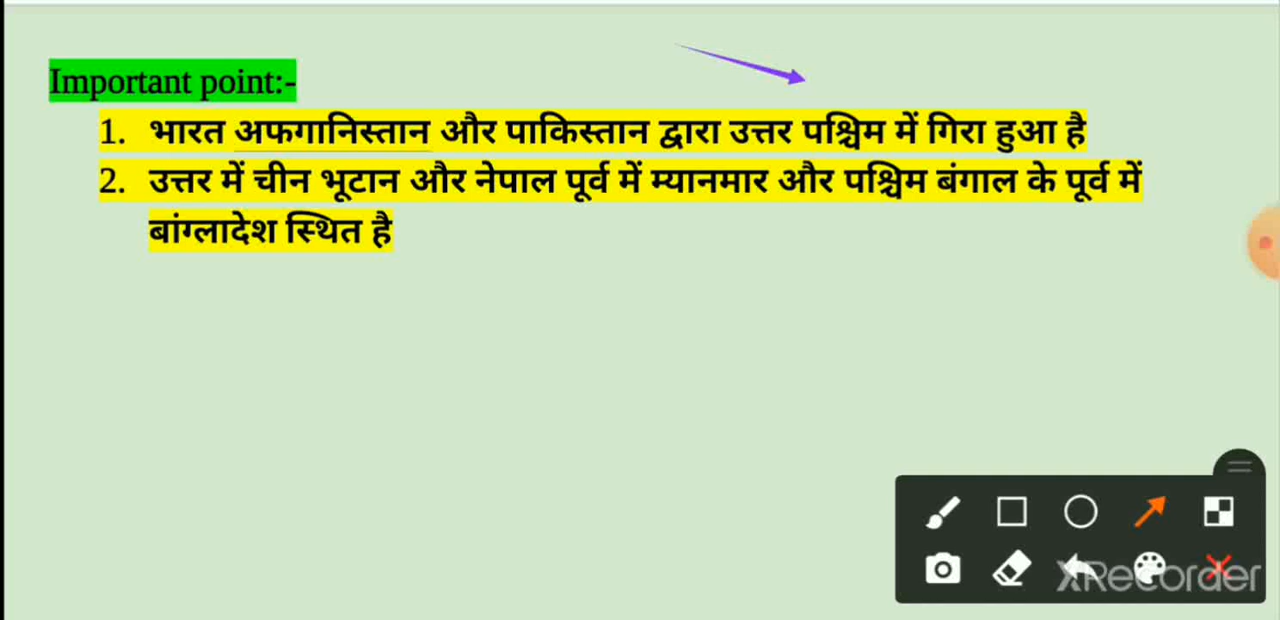 Important point:-
1. भारत अफगानिस्तान और पाकिस्तान द्वारा उत्तर पश्चिम में गिरा हुआ है
2. उत्तर में चीन भूटान और नेपाल पूर्व में म्यानमार और पश्चिम बंगाल के पूर्व में
बांग्लादेश स्थित है
XRecorder